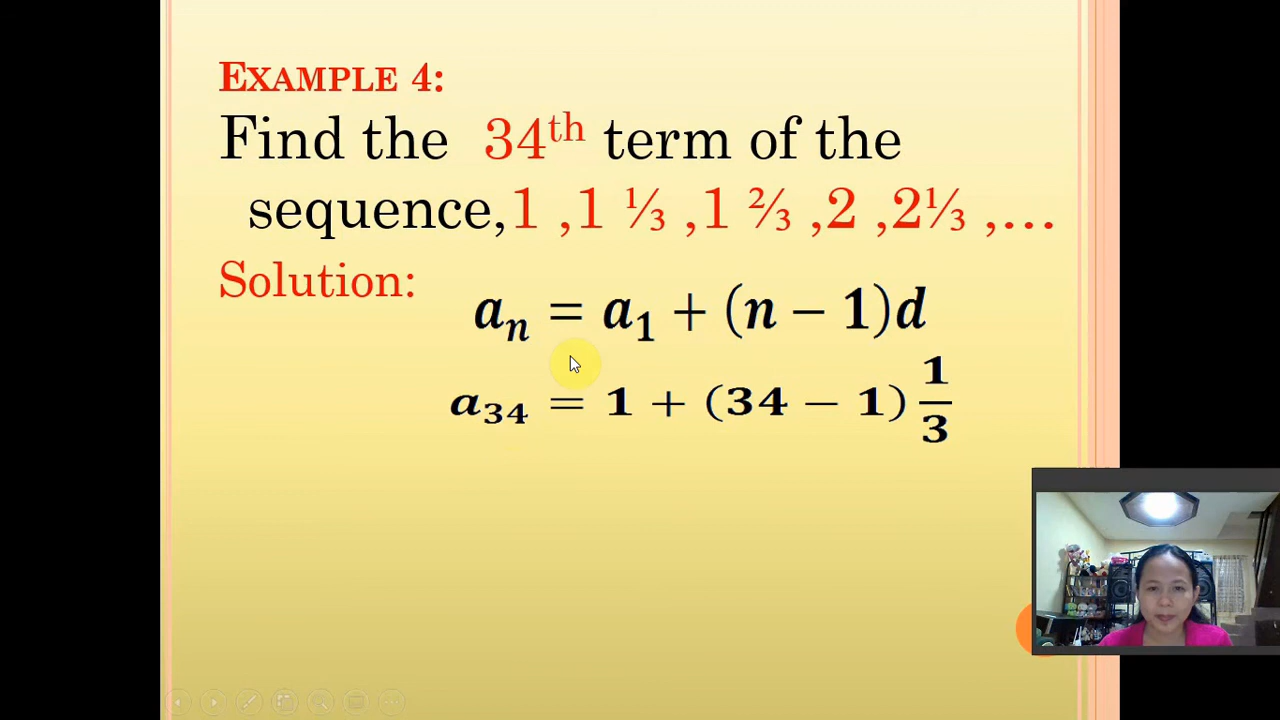 EXAMPLE 4:
Find the 34th term of the
sequence,1 ,1 ⅓ ,1 ⅔ ,2 ,2⅓ ,…
Solution:
aₙ = a₁ + (n − 1)d
a₃₄ = 1 + (34 − 1) 1/3